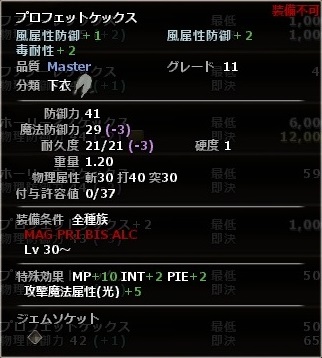 装備不可
プロフェットケックス
風属性防御+1 風属性防御+2
毒耐性+2
品質 Master グレード 11
分類 下衣
防御力 41
魔法防御力 29 (-3)
耐久度 21/21 (-3) 硬度 1
重量 1.20
物理属性 斬30 打40 突30
付与許容値 0/37
装備条件 全種族
MAG PRI BIS ALC
Lv 30～
特殊効果 MP+10 INT+2 PIE+2
攻撃魔法属性(光) +5
ジェムソケット